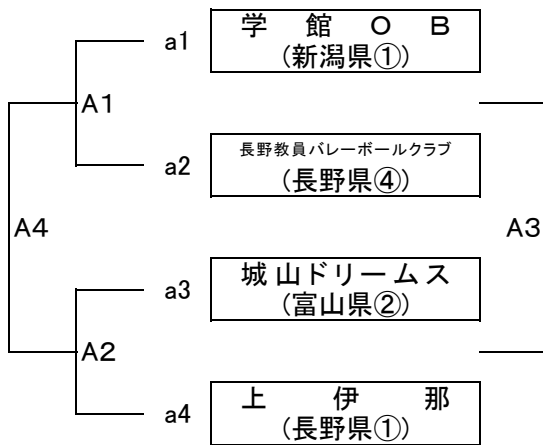 a1
学館OB
(新潟県①)
A1
a2
長野教員バレーボールクラブ
(長野県④)
A4
A3
a3
城山ドリームス
(富山県②)
A2
a4
上伊那
(長野県①)